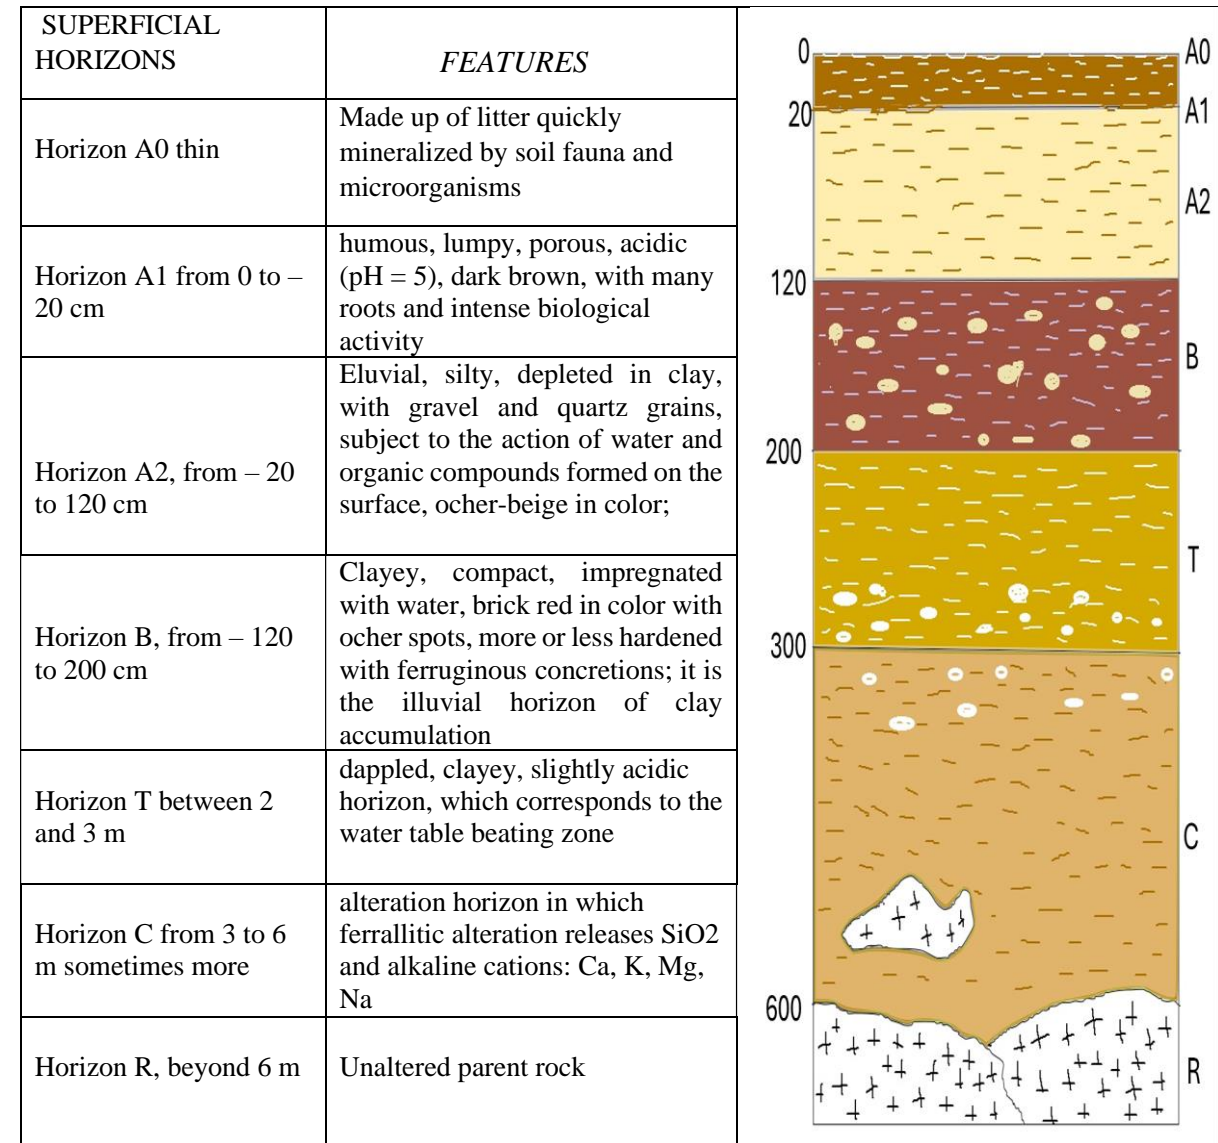 SUPERFICIAL
HORIZONS
FEATURES
Horizon A0 thin
Made up of litter quickly
mineralized by soil fauna and
microorganisms
Horizon A1 from 0 to –
20 cm
humous, lumpy, porous, acidic
(pH = 5), dark brown, with many
roots and intense biological
activity
Horizon A2, from – 20
to 120 cm
Eluvial, silty, depleted in clay,
with gravel and quartz grains,
subject to the action of water and
organic compounds formed on the
surface, ocher-beige in color;
Horizon B, from – 120
to 200 cm
Clayey, compact, impregnated
with water, brick red in color with
ocher spots, more or less hardened
with ferruginous concretions; it is
the illuvial horizon of clay
accumulation
Horizon T between 2
and 3 m
dappled, clayey, slightly acidic
horizon, which corresponds to the
water table beating zone
Horizon C from 3 to 6
m sometimes more
alteration horizon in which
ferrallitic alteration releases SiO2
and alkaline cations: Ca, K, Mg,
Na
Horizon R, beyond 6 m
Unaltered parent rock
0
A0
20
A1
A2
120
B
200
T
300
C
600
R